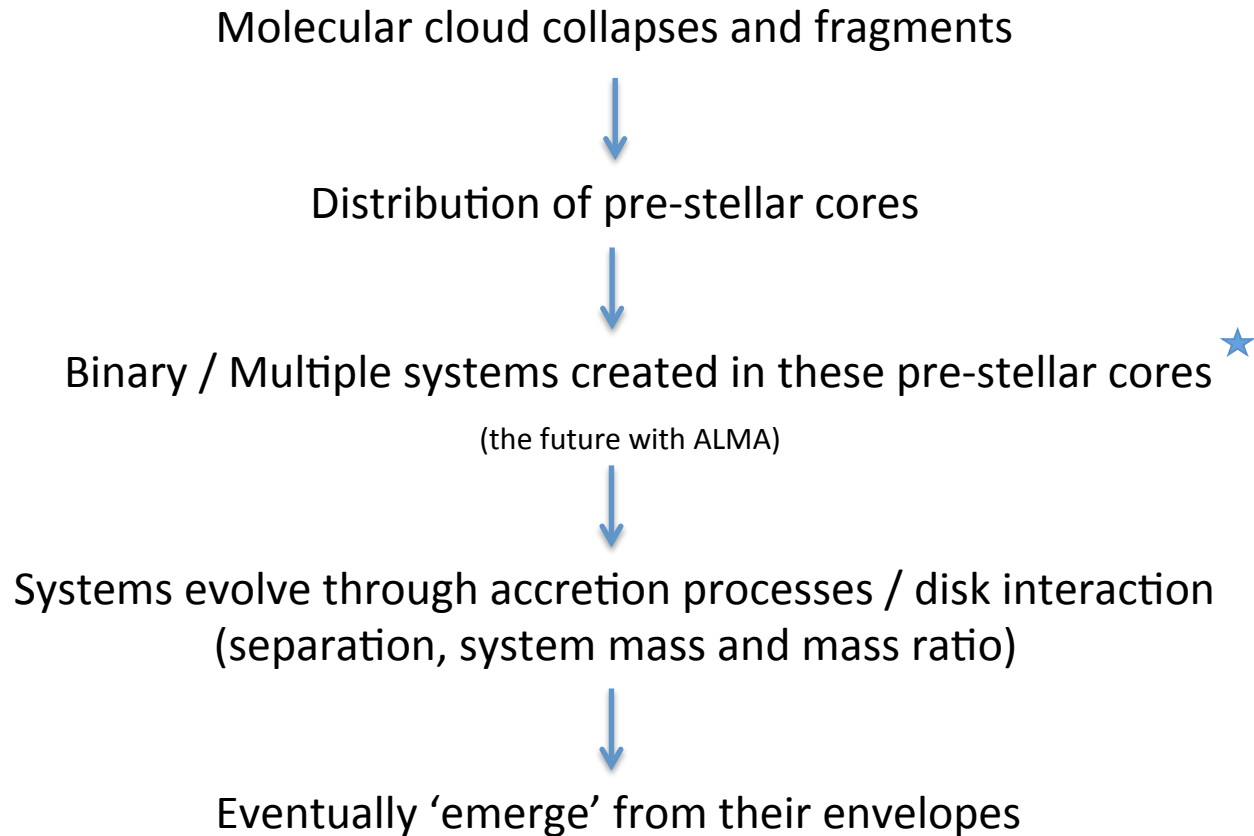 Molecular cloud collapses and fragments
Distribution of pre-stellar cores
Binary / Multiple systems created in these pre-stellar cores
(the future with ALMA)
Systems evolve through accretion processes / disk interaction
(separation, system mass and mass ratio)
Eventually ‘emerge’ from their envelopes